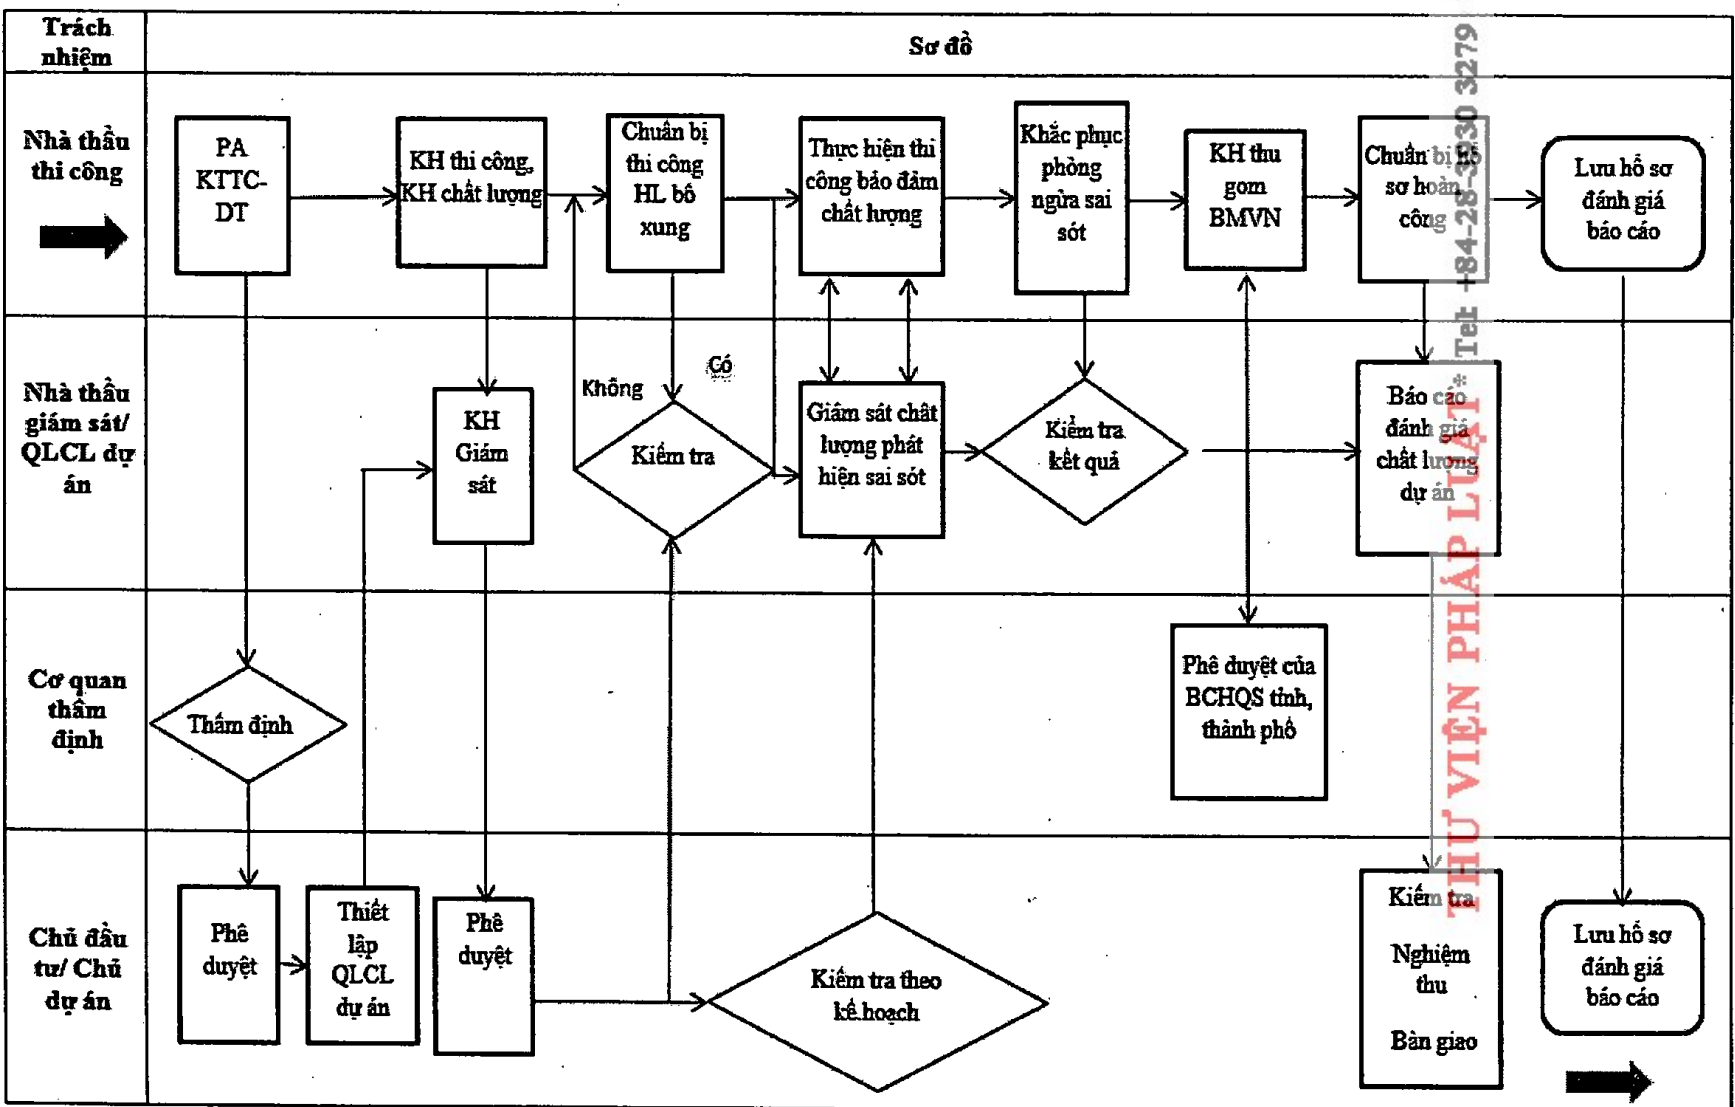 Trách
nhiệm
Sơ đồ
Nhà thầu
thi công
PA
KTTC-
DT
KH thi công,
KH chất lượng
Chuẩn bị
thi công
HL bổ
xung
Thực hiện thi
công bảo đảm
chất lượng
Khắc phục
phòng
ngừa sai
sót
KH thu
gom
BMVN
Chuẩn bị hồ
sơ hoàn
công
Lưu hồ sơ
đánh giá
báo cáo
Nhà thầu
giám sát/
QLCL dự
án
KH
Giám
sát
Không
Có
Kiểm tra
Giám sát chất
lượng phát
hiện sai sót
Kiểm tra
kết quả
Báo cáo
đánh giá
chất lượng
dự án
Cơ quan
thẩm
định
Thẩm định
Phê duyệt của
BCHQS tỉnh,
thành phố
Chủ đầu
tư/ Chủ
dự án
Phê
duyệt
Thiết
lập
QLCL
dự án
Phê
duyệt
Kiểm tra theo
kế hoạch
Kiểm tra
Nghiệm
thu
Bàn giao
Lưu hồ sơ
đánh giá
báo cáo
THƯ VIỆN PHÁP LUẬT * Tel: +84-28-3930 3279